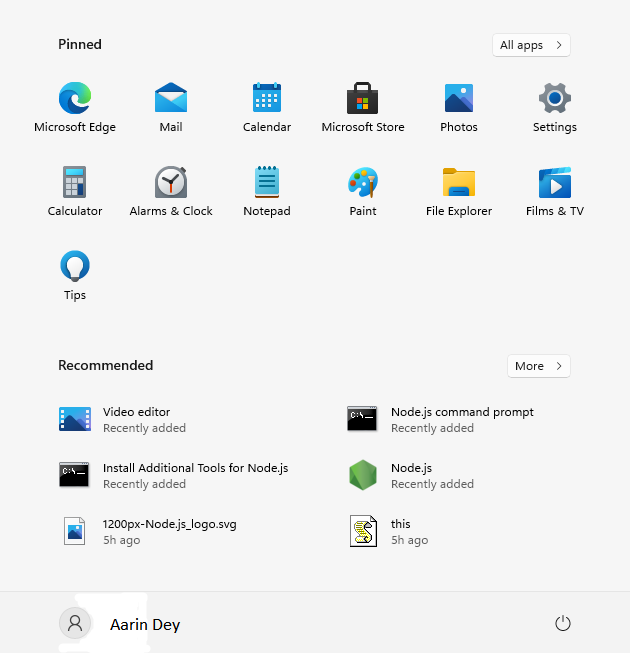 Pinned
All apps
Microsoft Edge
Mail
Calendar
Microsoft Store
Photos
Settings
Calculator
Alarms & Clock
Notepad
Paint
File Explorer
Films & TV
Tips
Recommended
More
Video editor
Recently added
Node.js command prompt
Recently added
Install Additional Tools for Node.js
Recently added
Node.js
Recently added
1200px-Node.js_logo.svg
5h ago
this
5h ago
Aarin Dey